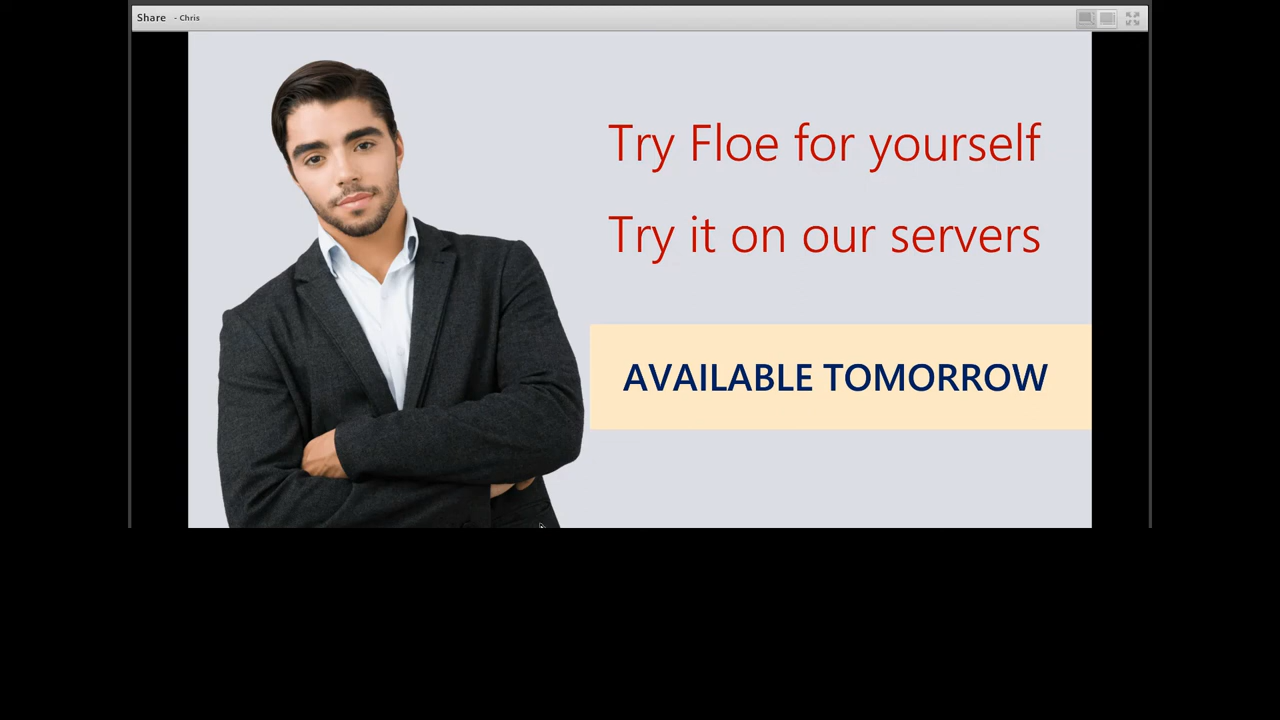 Share - Chris
Try Floe for yourself
Try it on our servers
AVAILABLE TOMORROW